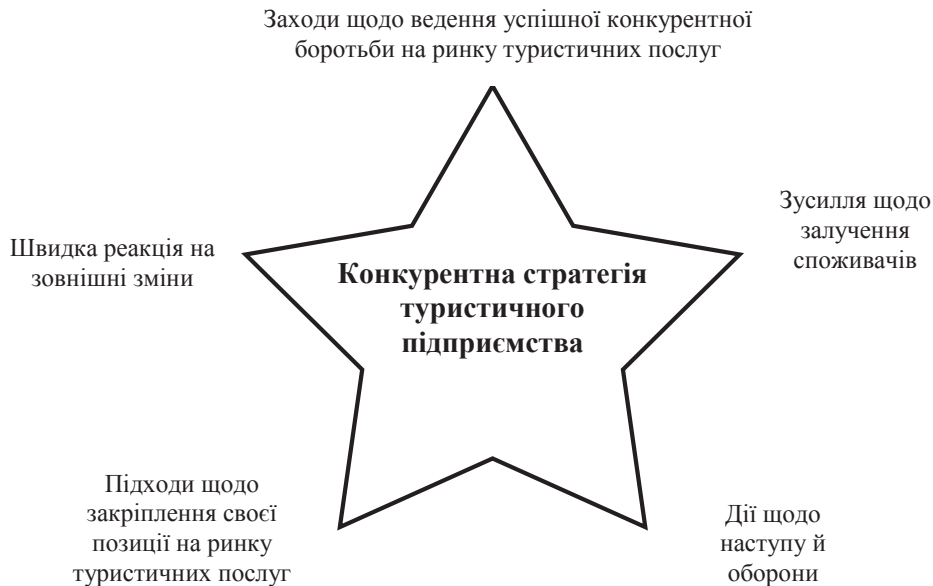 Заходи щодо ведення успішної конкурентної
боротьби на ринку туристичних послуг
Зусилля щодо
залучення
споживачів
Швидка реакція на
зовнішні зміни
Конкурентна стратегія
туристичного
підприємства
Підходи щодо
закріплення своєї
позиції на ринку
туристичних послуг
Дії щодо
наступу й
оборони